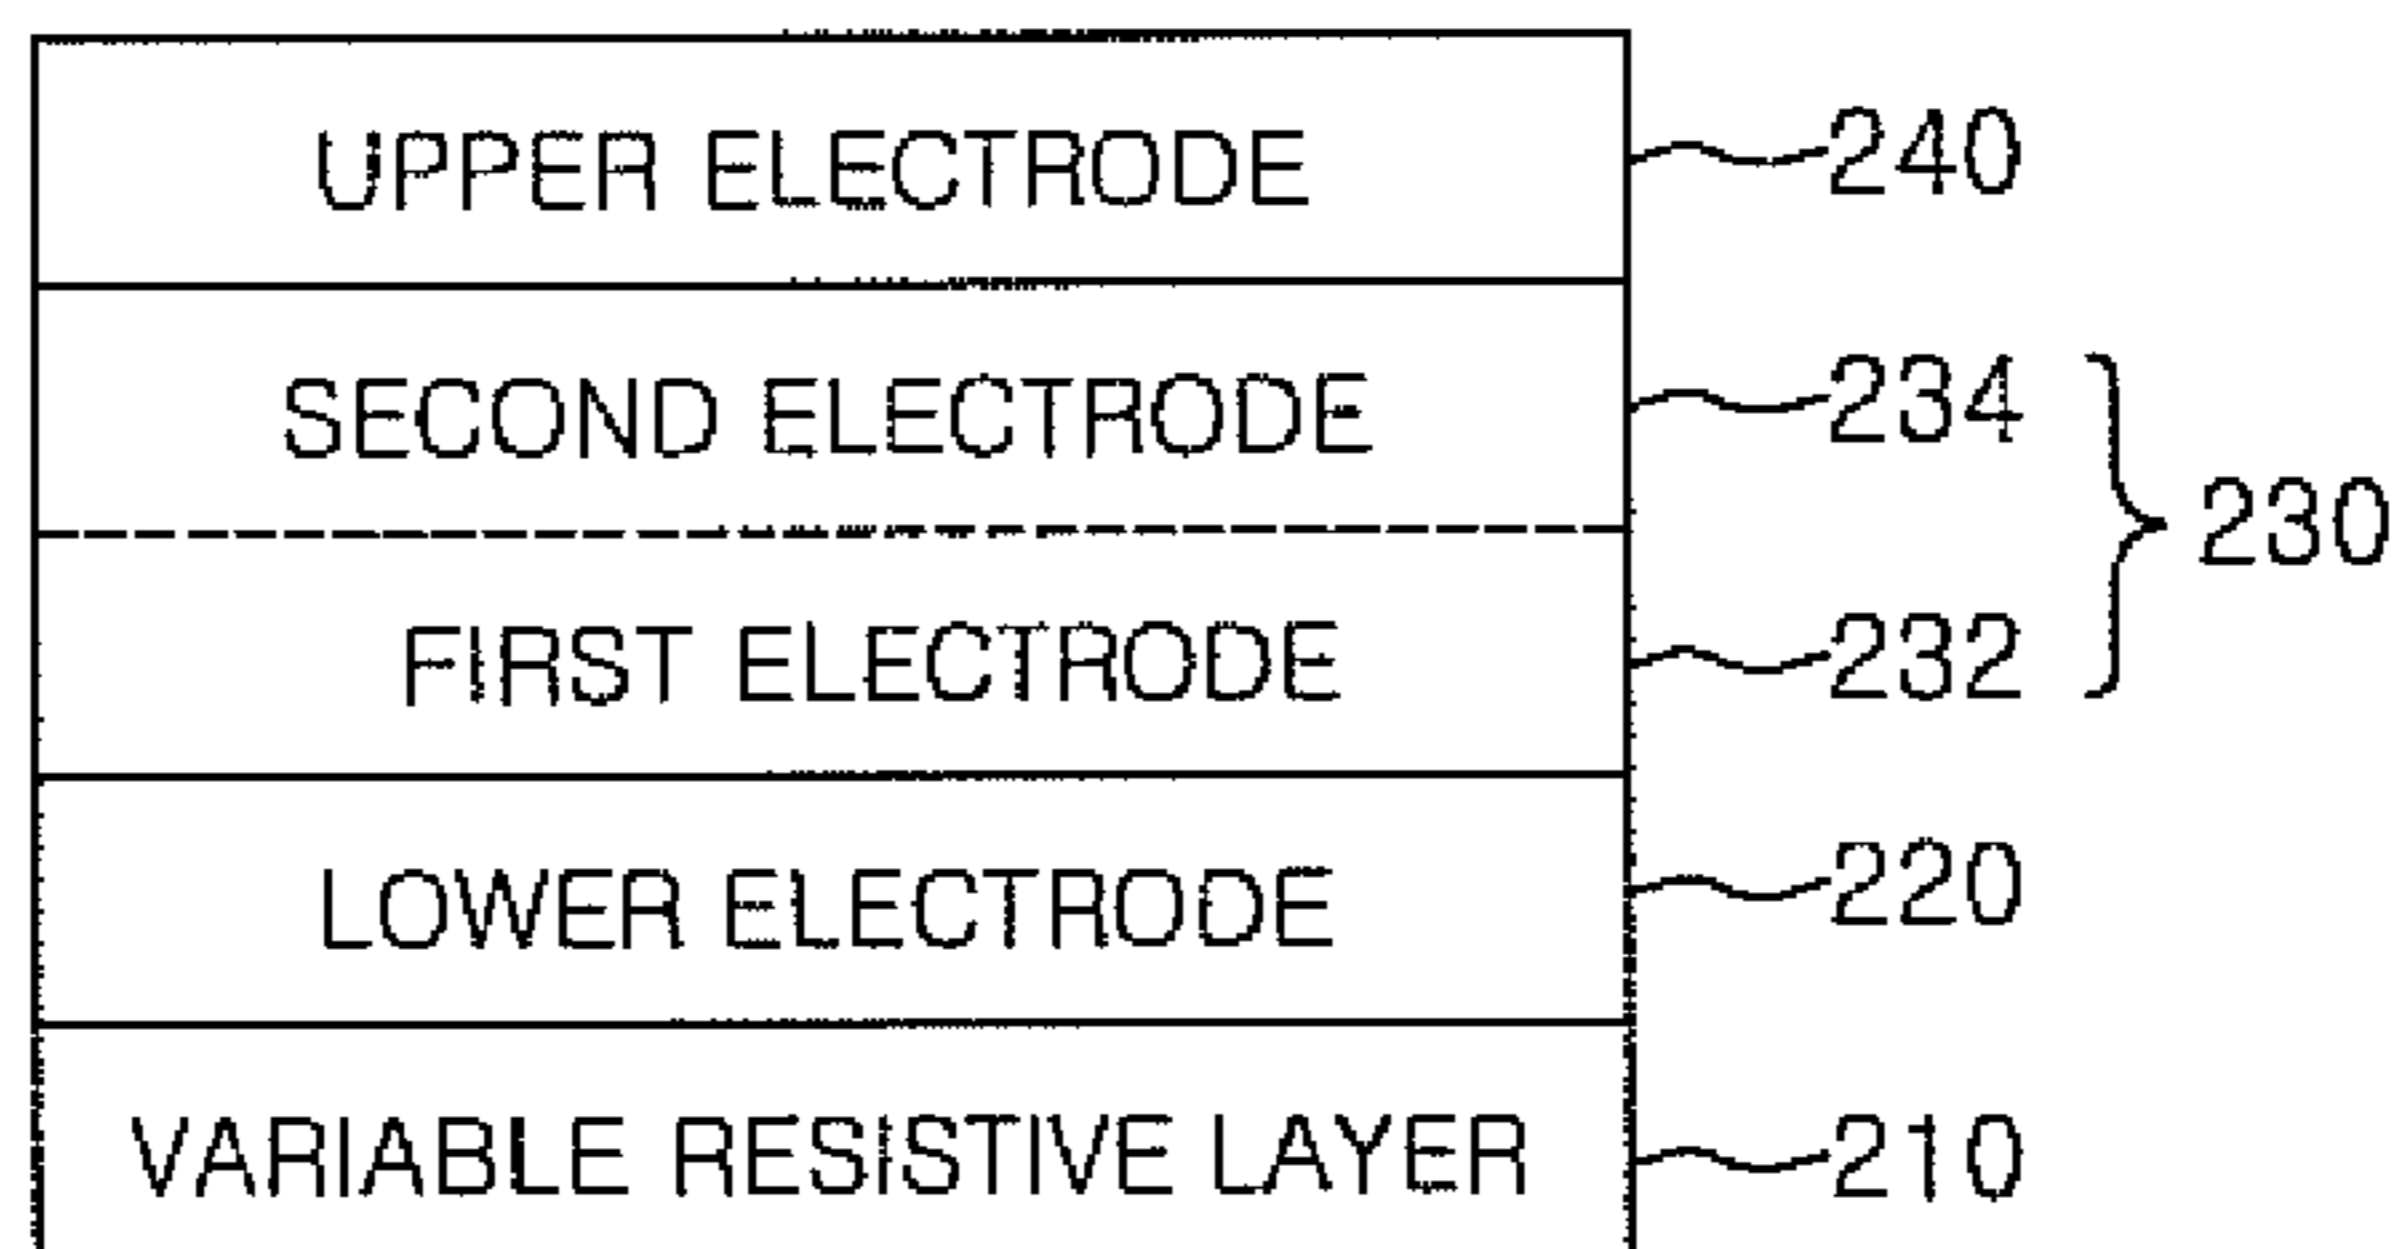 UPPER ELECTRODE 240
SECOND ELECTRODE 234
230
FIRST ELECTRODE 232
LOWER ELECTRODE 220
VARIABLE RESISTIVE LAYER 210